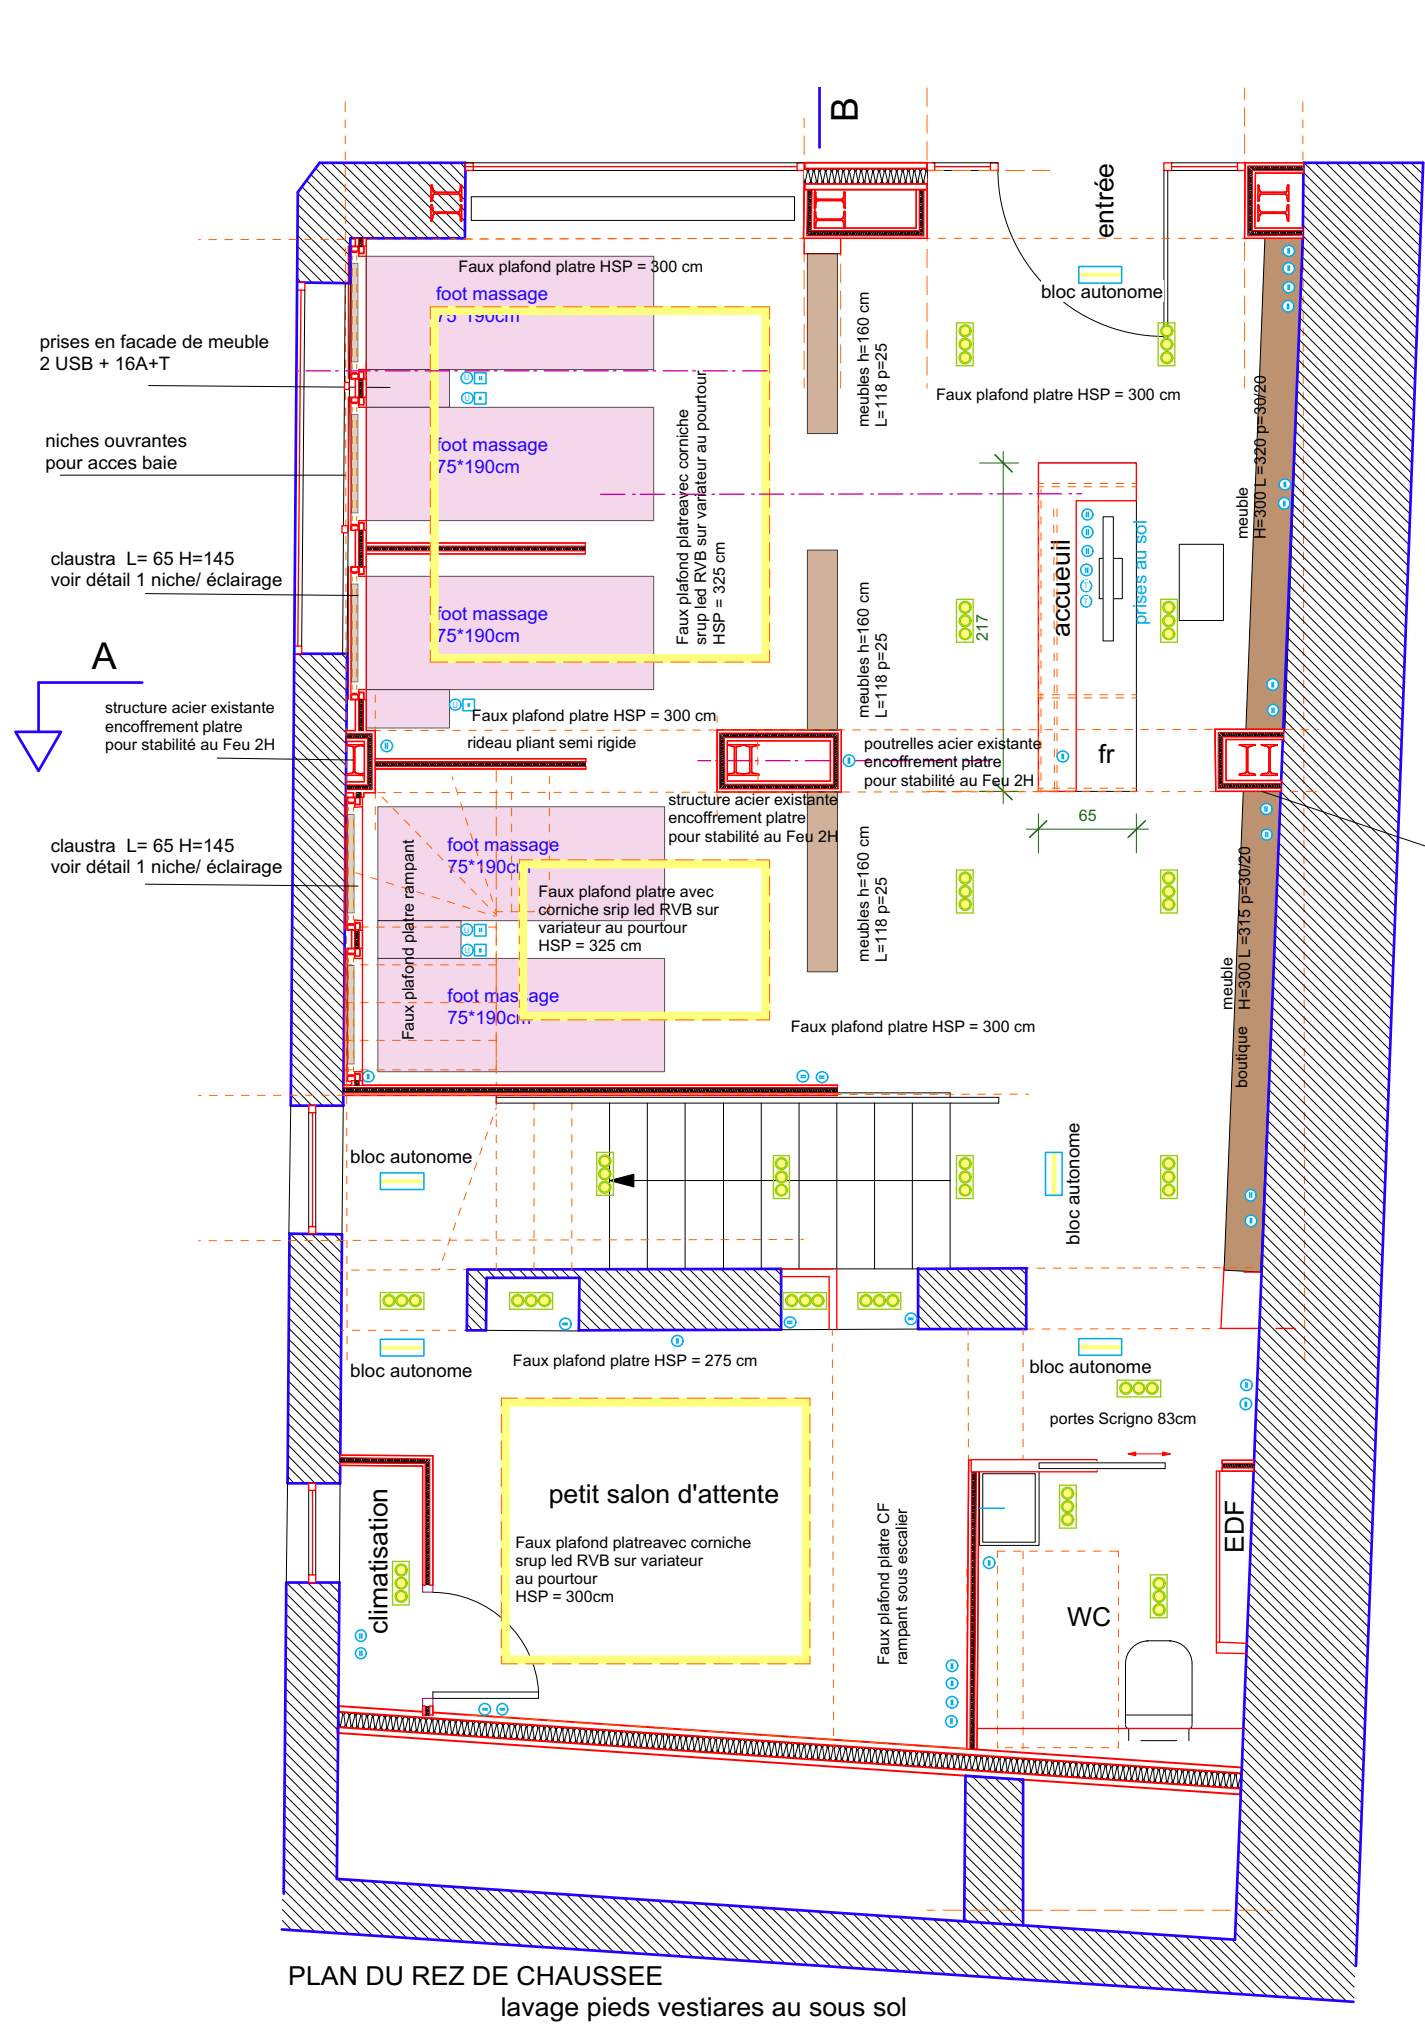 B
entrée
Faux plafond platre HSP = 300 cm
foot massage
75*190cm
bloc autonome
prises en facade de meuble
2 USB + 16A+T
meubles h=160 cm
L=118 p=25
Faux plafond platre HSP = 300 cm
Faux plafond platreavec corniche
srup led RVB sur variateur au pourtour
HSP = 325 cm
meuble
H=300 L =320 p=30/20
niches ouvrantes
pour acces baie
foot massage
75*190cm
claustra L= 65 H=145
voir détail 1 niche/ éclairage
foot massage
75*190cm
meubles h=160 cm
L=118 p=25
217
accueuil
prises au sol
A
structure acier existante
encoffrement platre
pour stabilité au Feu 2H
Faux plafond platre HSP = 300 cm
rideau pliant semi rigide
poutrelles acier existante
encoffrement platre
pour stabilité au Feu 2H
fr
structure acier existante
encoffrement platre
pour stabilité au Feu 2H
65
claustra L= 65 H=145
voir détail 1 niche/ éclairage
foot massage
75*190cm
Faux plafond platre rampant
Faux plafond platre avec
corniche srip led RVB sur
variateur au pourtour
HSP = 325 cm
meubles h=160 cm
L=118 p=25
meuble
H=300 L =315 p=30/20
boutique
foot massage
75*190cm
Faux plafond platre HSP = 300 cm
bloc autonome
bloc autonome
bloc autonome
Faux plafond platre HSP = 275 cm
bloc autonome
portes Scrigno 83cm
climatisation
petit salon d'attente
Faux plafond platreavec corniche
srup led RVB sur variateur
au pourtour
HSP = 300cm
Faux plafond platre CF
rampant sous escalier
WC
EDF
PLAN DU REZ DE CHAUSSEE
lavage pieds vestiares au sous sol